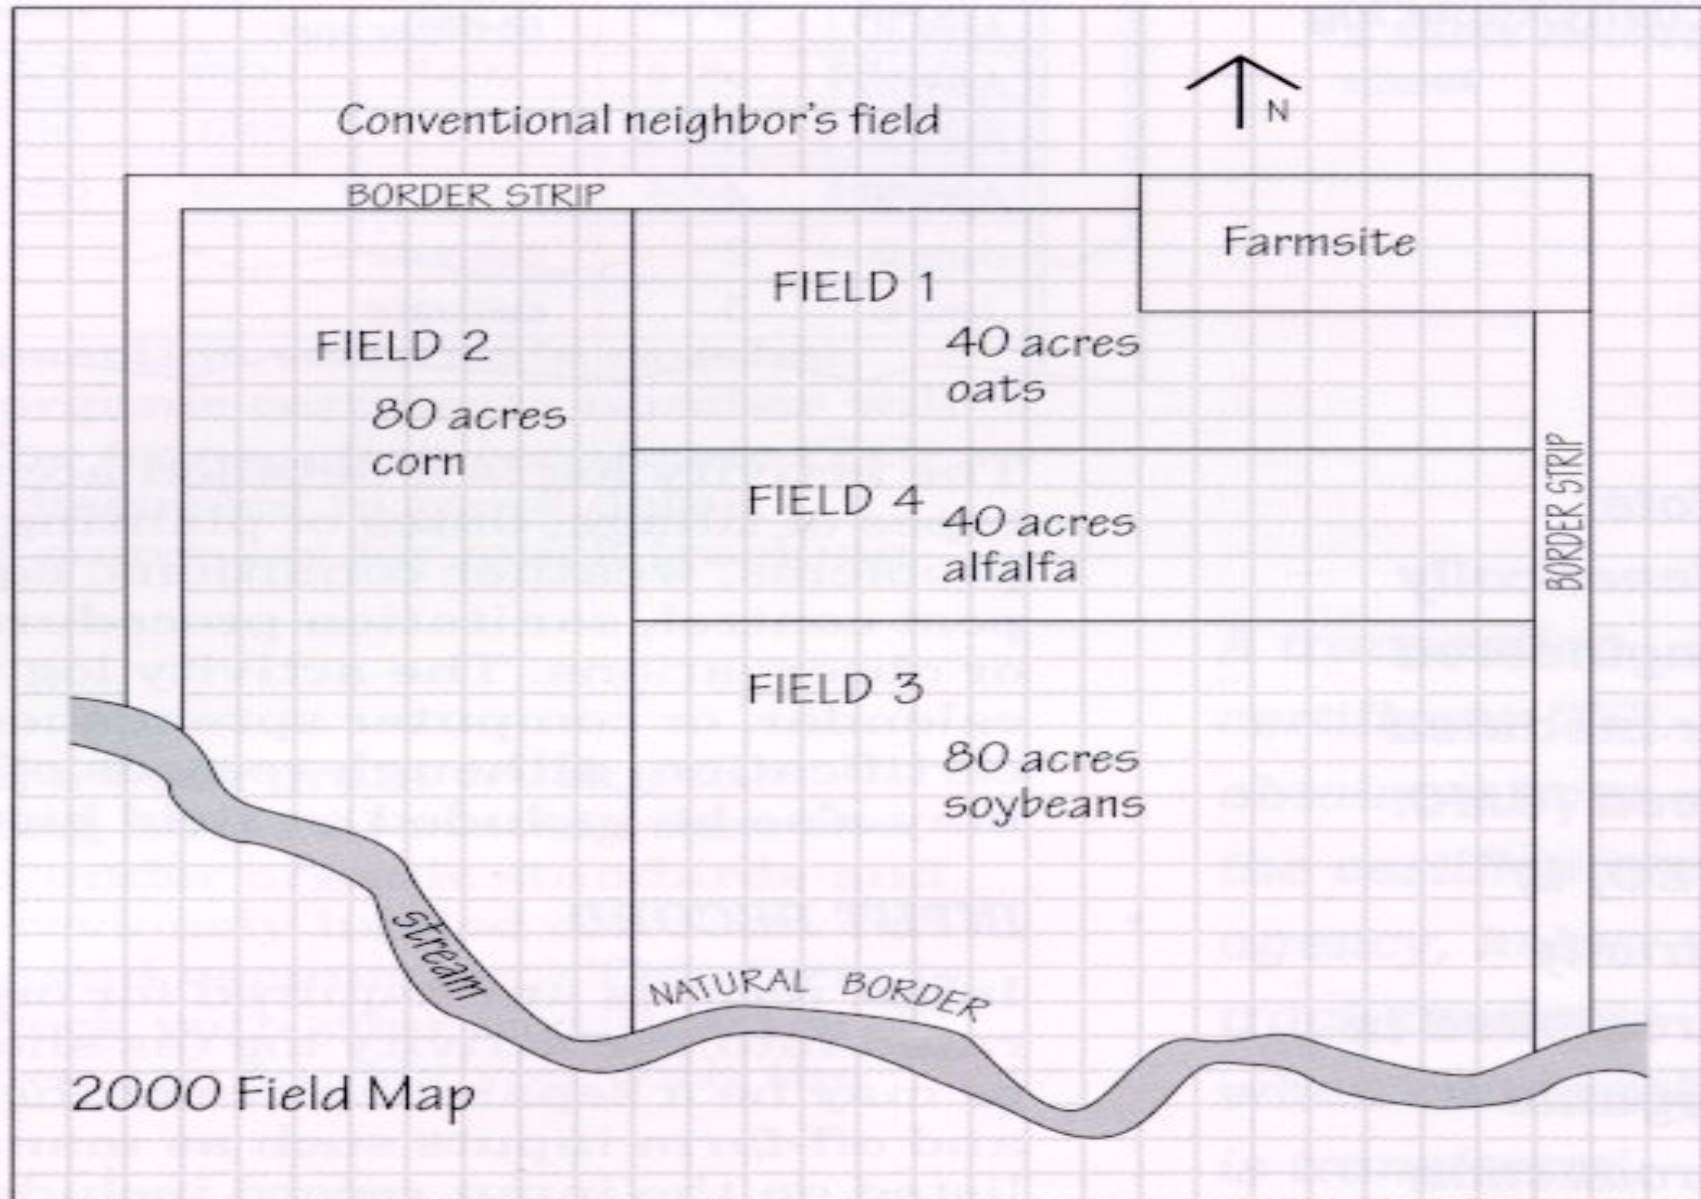 Conventional neighbor's field
N
BORDER STRIP
Farmsite
FIELD 1
40 acres
oats
FIELD 2
80 acres
corn
FIELD 4
40 acres
alfalfa
BORDER STRIP
FIELD 3
80 acres
soybeans
stream
NATURAL BORDER
2000 Field Map